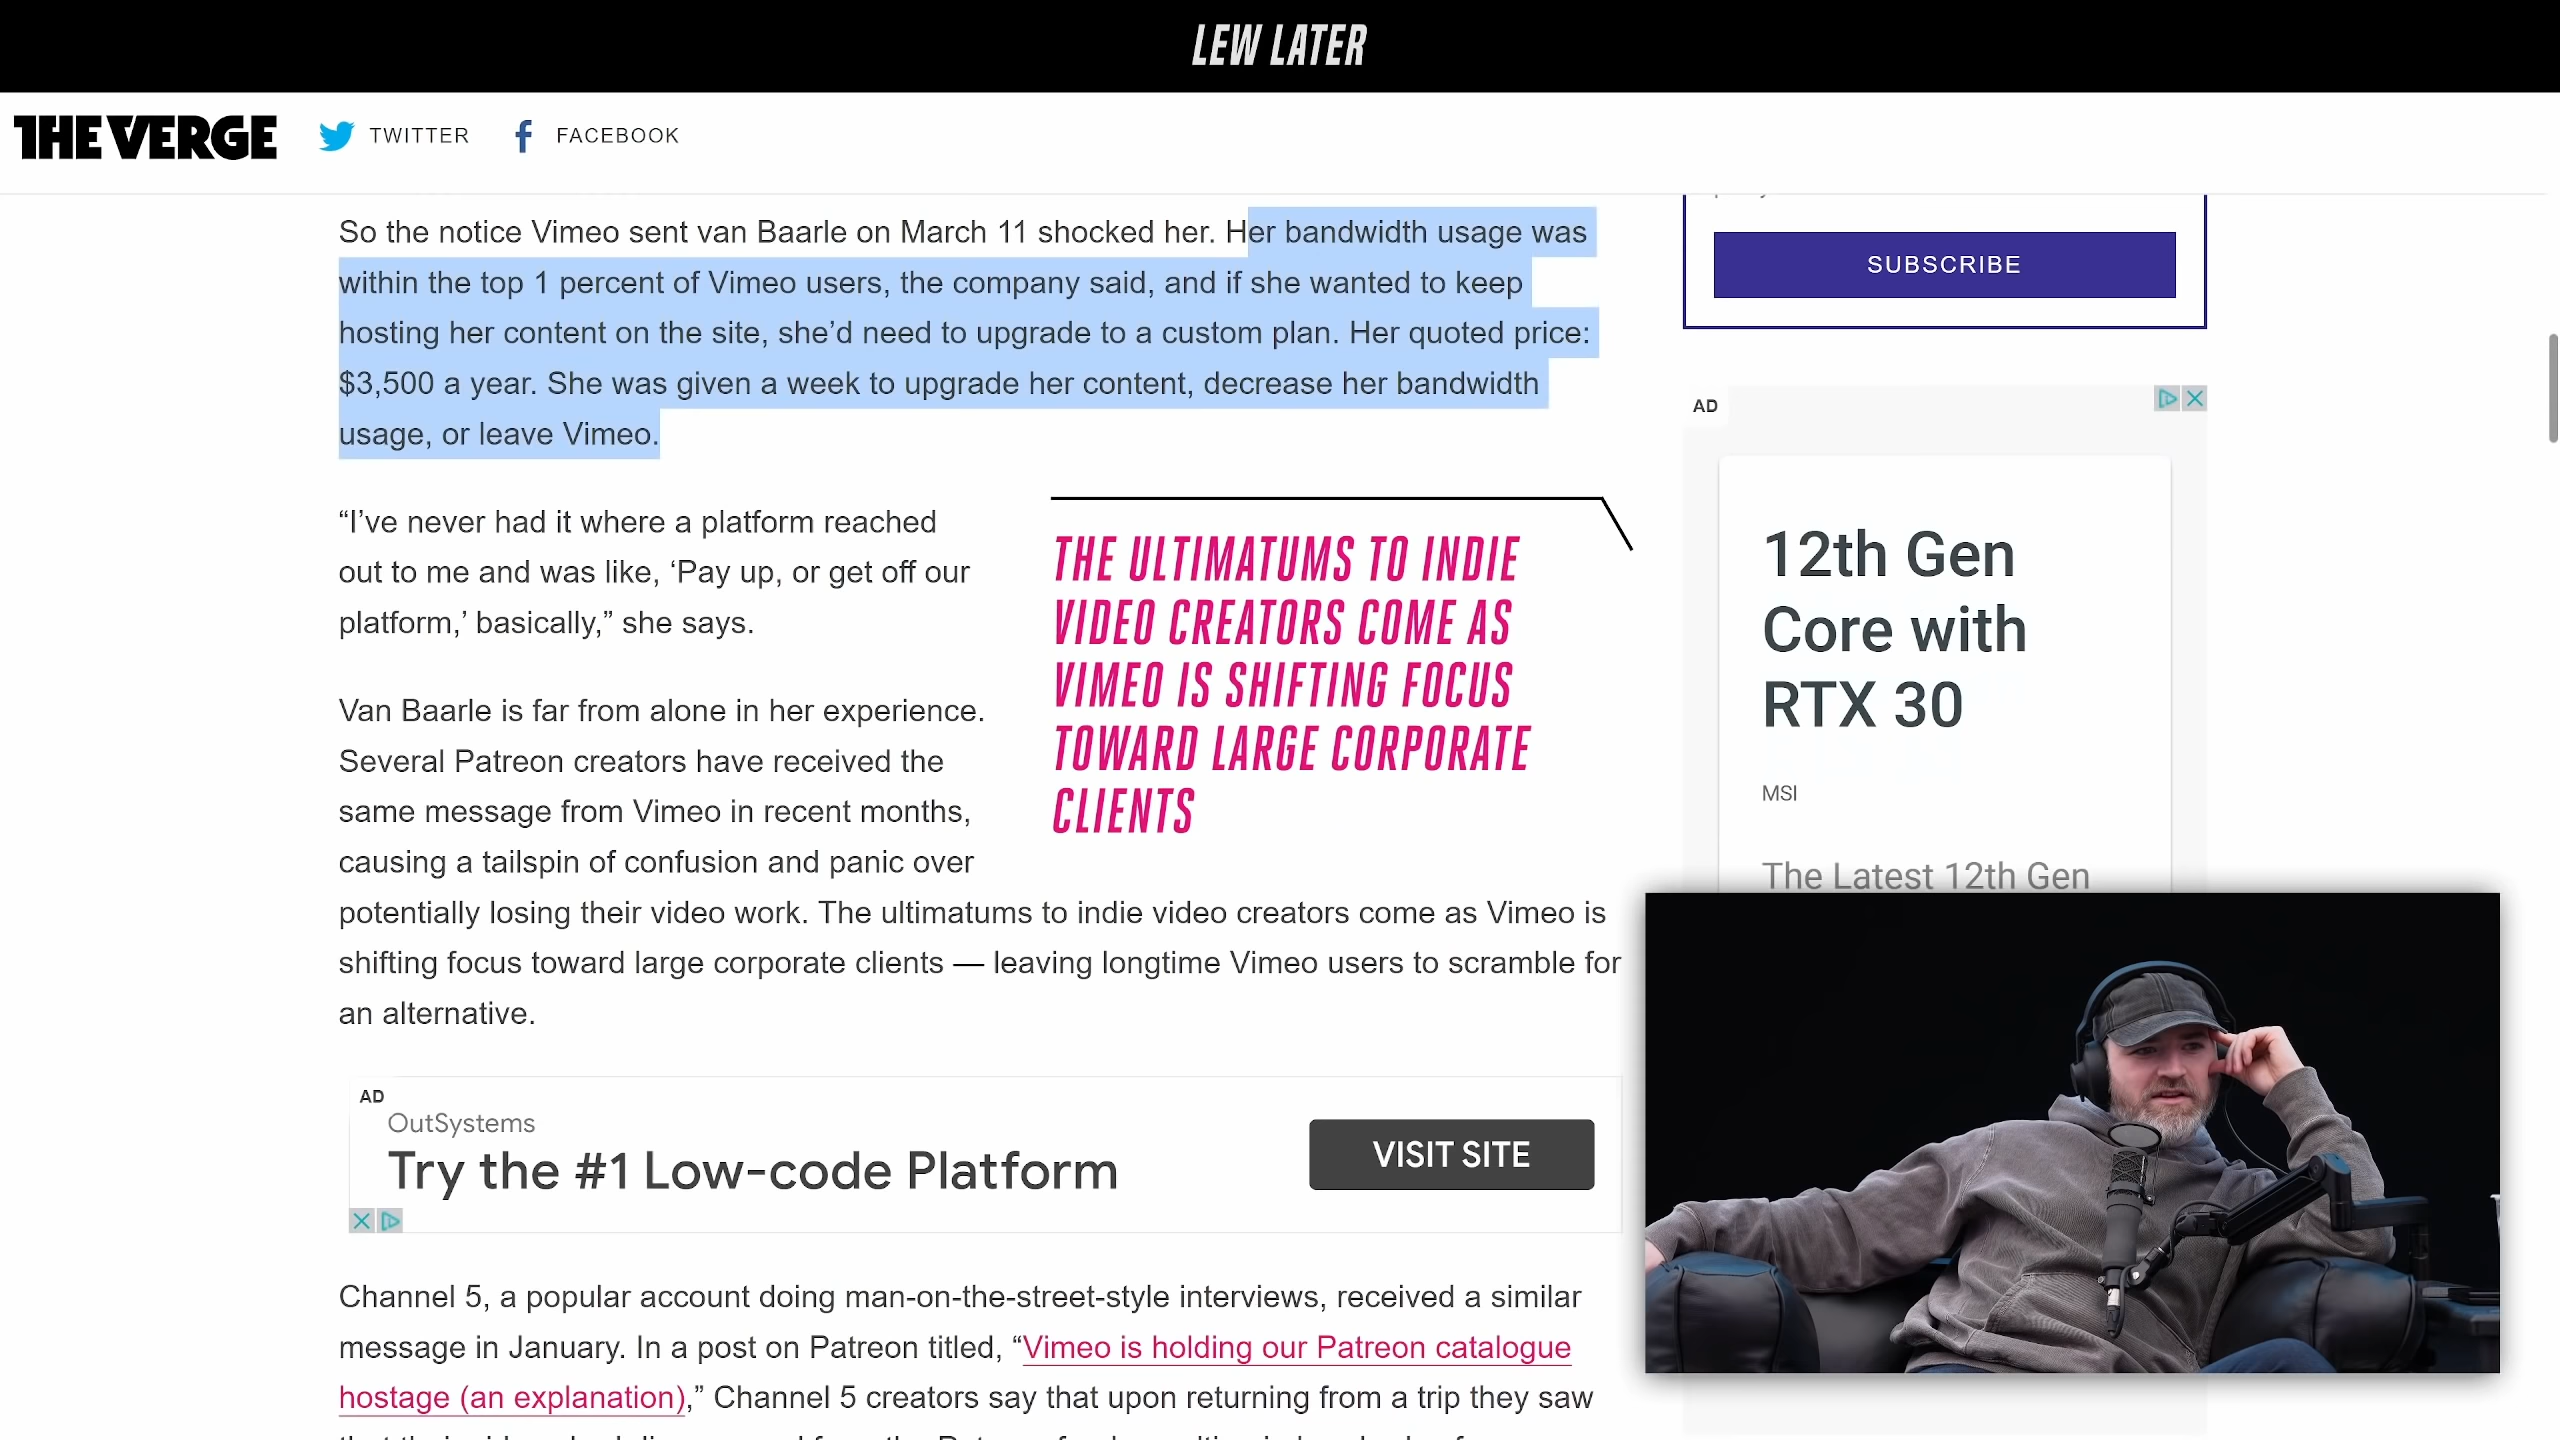 LEW LATER
THE VERGE
TWITTER
FACEBOOK
So the notice Vimeo sent van Baarle on March 11 shocked her. Her bandwidth usage was
within the top 1 percent of Vimeo users, the company said, and if she wanted to keep
hosting her content on the site, she’d need to upgrade to a custom plan. Her quoted price:
$3,500 a year. She was given a week to upgrade her content, decrease her bandwidth
usage, or leave Vimeo.
“I’ve never had it where a platform reached
out to me and was like, ‘Pay up, or get off our
platform,’ basically,” she says.
Van Baarle is far from alone in her experience.
Several Patreon creators have received the
same message from Vimeo in recent months,
causing a tailspin of confusion and panic over
potentially losing their video work. The ultimatums to indie video creators come as Vimeo is
shifting focus toward large corporate clients — leaving longtime Vimeo users to scramble for
an alternative.
THE ULTIMATUMS TO INDIE
VIDEO CREATORS COME AS
VIMEO IS SHIFTING FOCUS
TOWARD LARGE CORPORATE
CLIENTS
AD
OutSystems
Try the #1 Low-code Platform
VISIT SITE
Channel 5, a popular account doing man-on-the-street-style interviews, received a similar
message in January. In a post on Patreon titled, “Vimeo is holding our Patreon catalogue
hostage (an explanation),” Channel 5 creators say that upon returning from a trip they saw
SUBSCRIBE
AD
12th Gen
Core with
RTX 30
MSI
The Latest 12th Gen